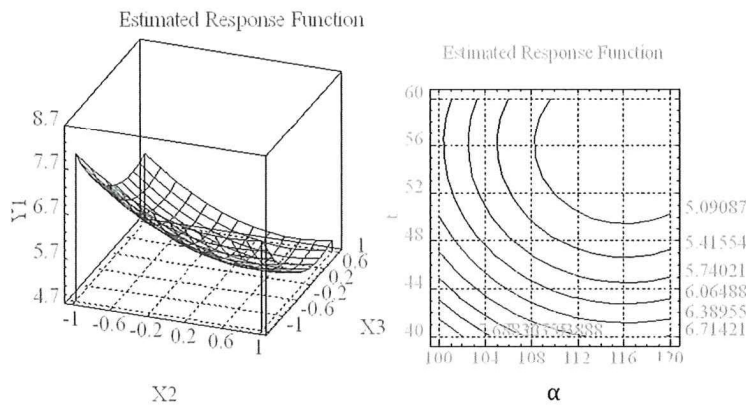 Estimated Response Function
8.7
7.7
6.7
5.7
4.7
Y1
-1 -0.6 -0.2 0.2 0.6 1
X2
-1 -0.6 -0.2 0.2 0.6 1
X3
Estimated Response Function
60
56
52
48
44
40
t
100 104 108 112 116 120
α
5.09087
5.41554
5.74021
6.06488
6.38955
6.71421